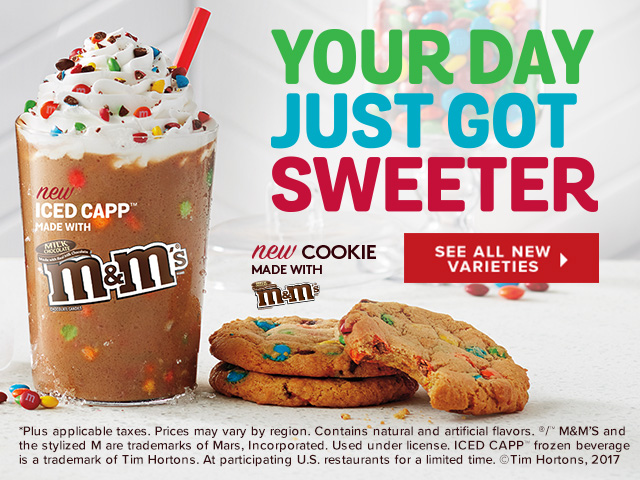 YOUR DAY
JUST GOT
SWEETER
new
ICED CAPP™
MADE WITH
MILK
CHOCOLATE
m&m's®
new COOKIE
MADE WITH
m&m's
SEE ALL NEW
VARIETIES
*Plus applicable taxes. Prices may vary by region. Contains natural and artificial flavors. ®/™ M&M'S and
the stylized M are trademarks of Mars, Incorporated. Used under license. ICED CAPP™ frozen beverage
is a trademark of Tim Hortons. At participating U.S. restaurants for a limited time. ©Tim Hortons, 2017